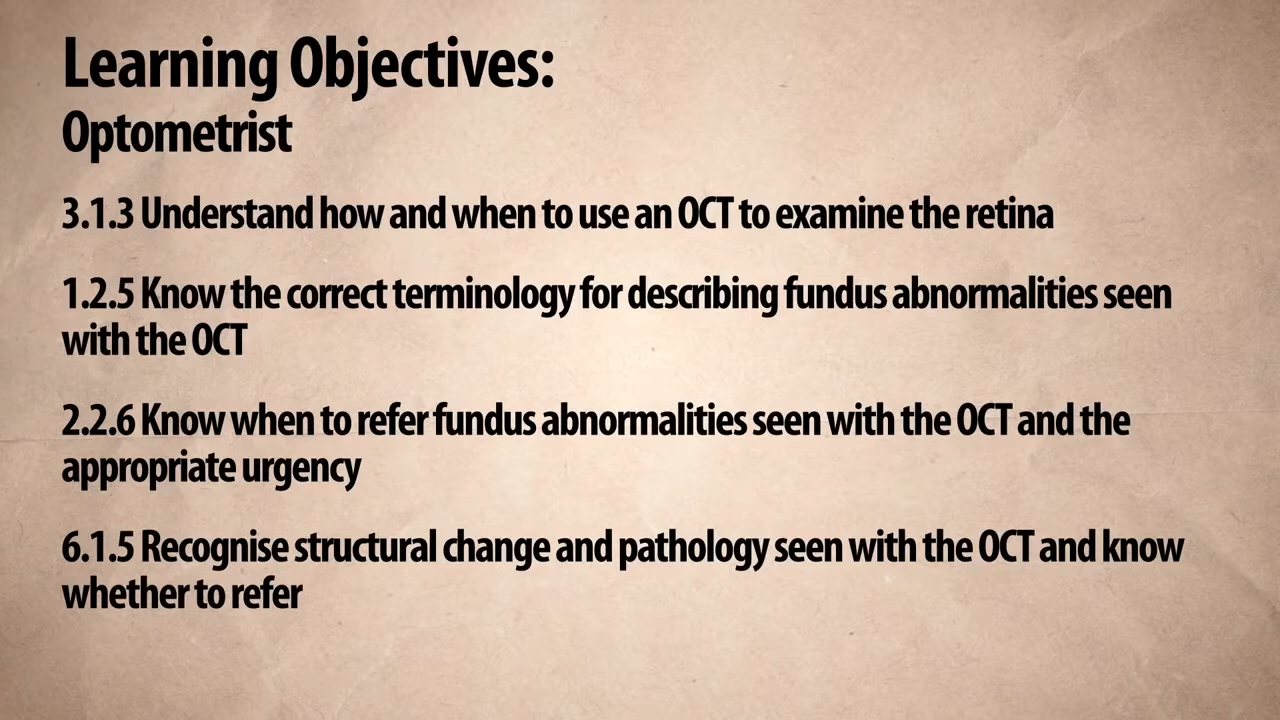 Learning Objectives:
Optometrist
3.1.3 Understand how and when to use an OCT to examine the retina
1.2.5 Know the correct terminology for describing fundus abnormalities seen
with the OCT
2.2.6 Know when to refer fundus abnormalities seen with the OCT and the
appropriate urgency
6.1.5 Recognise structural change and pathology seen with the OCT and know
whether to refer